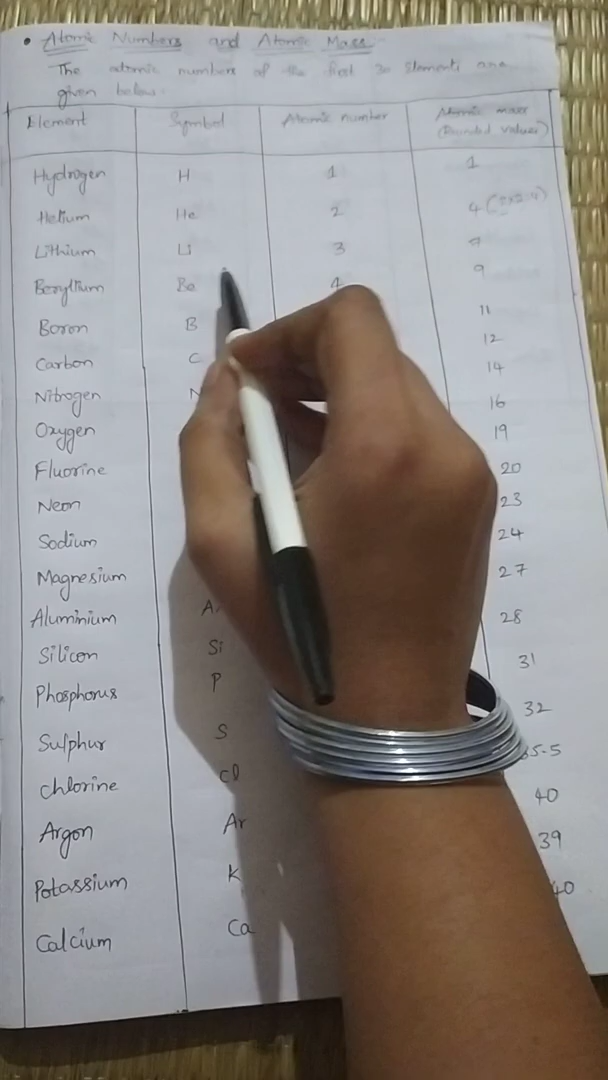 • Atomic Numbers and Atomic Mass
The atomic numbers of the first 30 elements are
given below.
Element Symbol Atomic number Atomic mass (Rounded values)
Hydrogen H 1 1
Helium He 2 4
Lithium Li 3 7
Beryllium Be 4 9
Boron B 11
Carbon C 12
Nitrogen N 14
Oxygen 16
Fluorine 19
Neon 20
Sodium 23
Magnesium 24
Aluminium 27
Silicon Si 28
Phosphorus P 31
Sulphur S 32
Chlorine Cl 5-5
Argon Ar 40
Potassium K 39
Calcium Ca 40